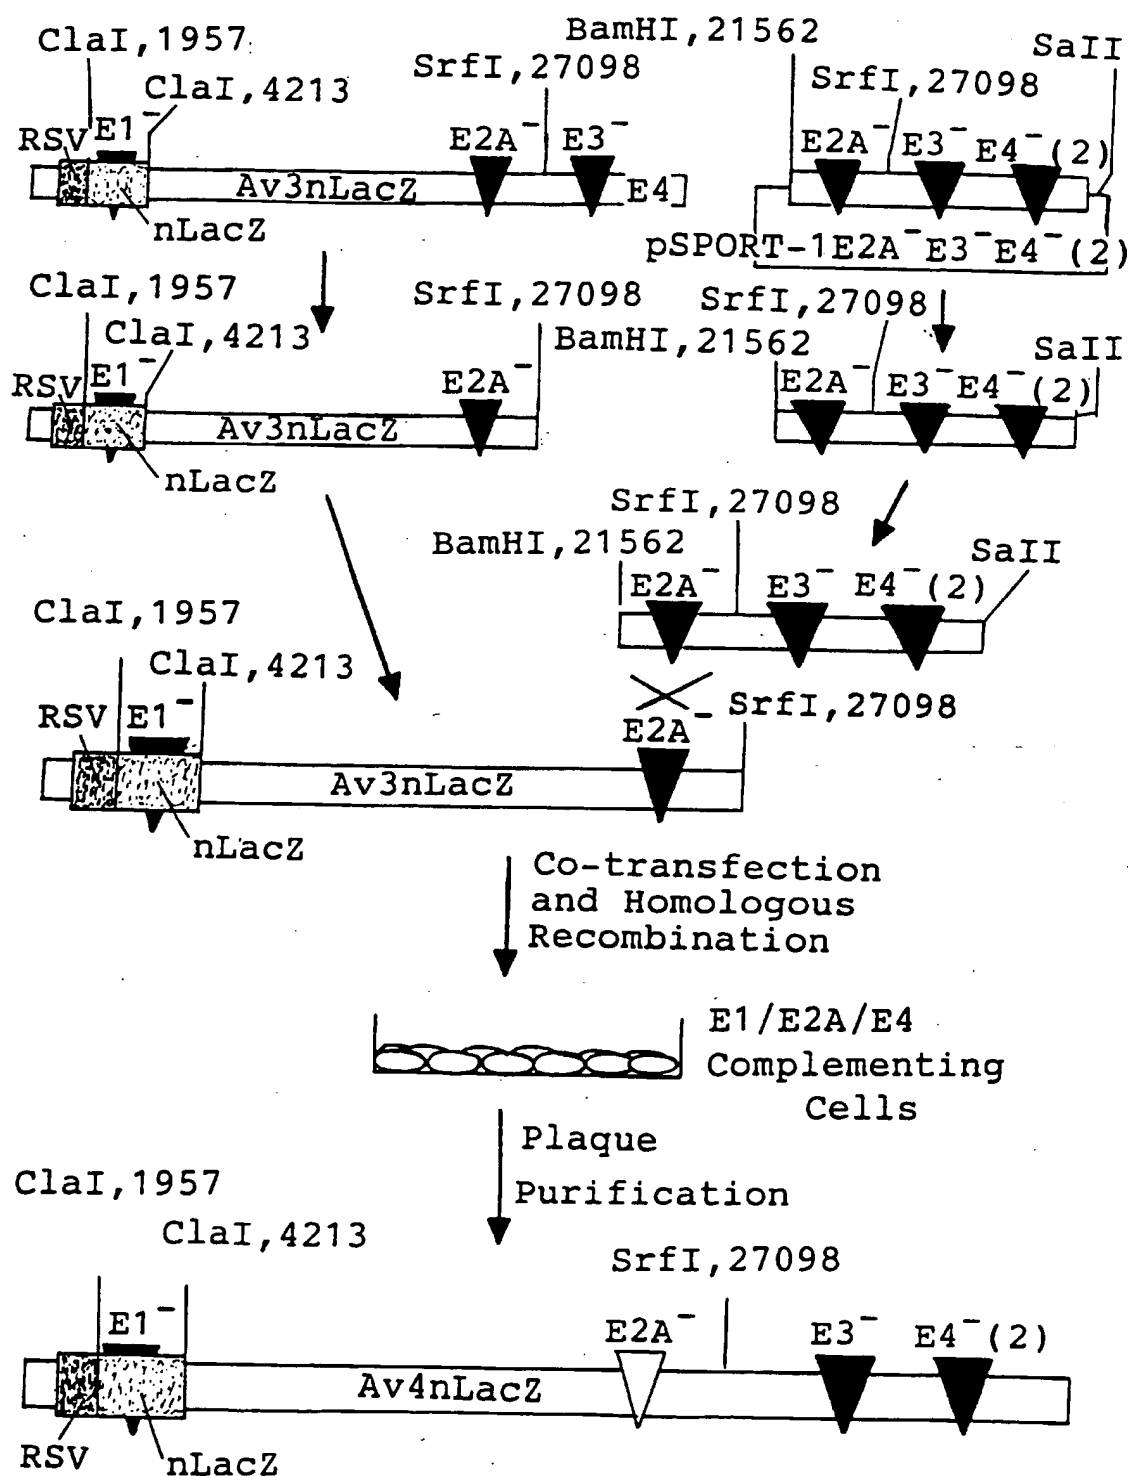 ClaI,1957
ClaI,4213
RSV
E1⁻
SrfI,27098
E2A⁻
E3⁻
Av3nLacZ
E4]
nLacZ
BamHI,21562
SaII
SrfI,27098
E2A⁻
E3⁻
E4⁻(2)
pSPORT-1E2A⁻E3⁻E4⁻(2)
ClaI,1957
ClaI,4213
RSV
E1⁻
SrfI,27098
E2A⁻
Av3nLacZ
nLacZ
SrfI,27098
BamHI,21562
SaII
E2A⁻
E3⁻
E4⁻(2)
SrfI,27098
BamHI,21562
SaII
E2A⁻
E3⁻
E4⁻(2)
ClaI,1957
ClaI,4213
RSV
E1⁻
E2A⁻
SrfI,27098
Av3nLacZ
nLacZ
Co-transfection
and Homologous
Recombination
E1/E2A/E4
Complementing
Cells
Plaque
Purification
ClaI,1957
ClaI,4213
SrfI,27098
E1⁻
E2A⁻
E3⁻
E4⁻(2)
Av4nLacZ
RSV
nLacZ